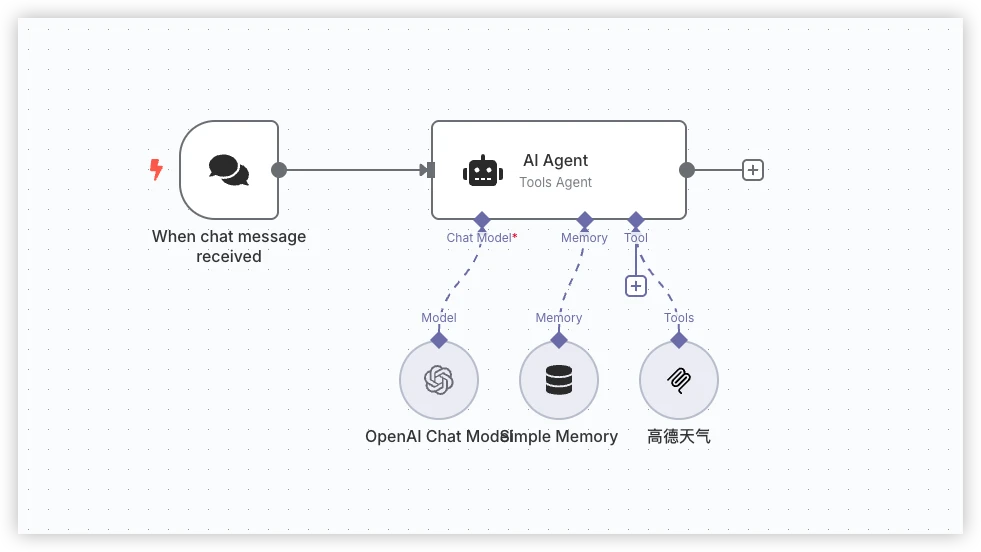 AI Agent
Tools Agent
When chat message
received
Chat Model*
Memory
Tool
Model
Memory
Tools
OpenAI Chat Model
Simple Memory
高德天气